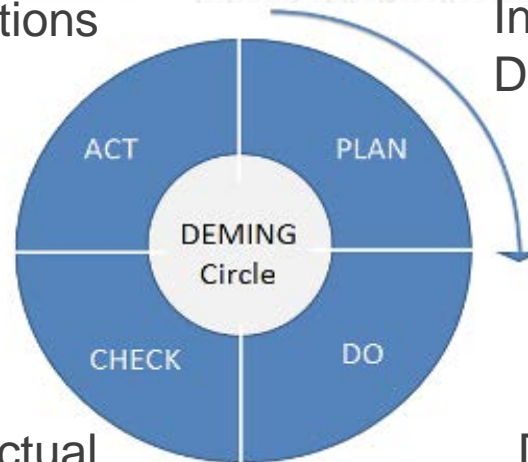 tions
In
D
ACT
PLAN
DEMING
Circle
CHECK
DO
ctual
D